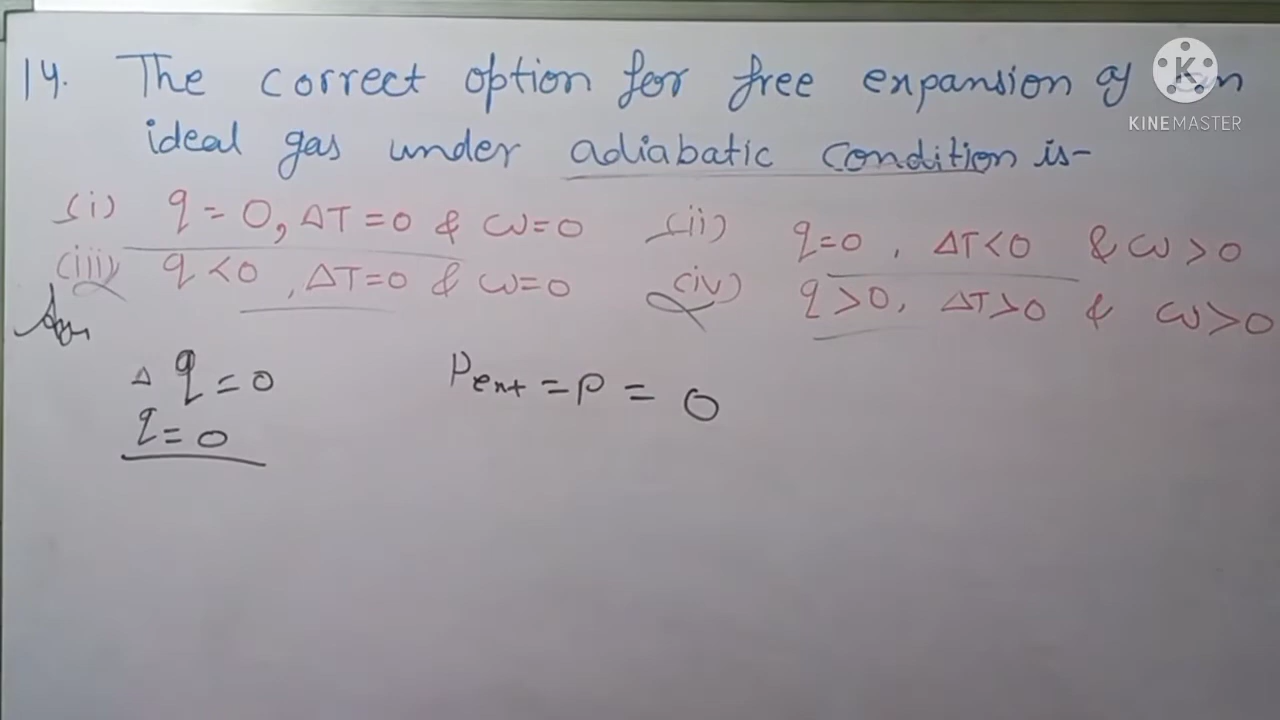 14. The correct option for free expansion of an
KINEMASTER
ideal gas under adiabatic condition is-
(i) q = 0, ΔT = 0 & ω = 0 (ii) q = 0, ΔT < 0 & ω > 0
(iii) q < 0, ΔT = 0 & ω = 0 (iv) q > 0, ΔT > 0 & ω > 0
Ans
Δ q = 0 Pext = P = 0
q = 0